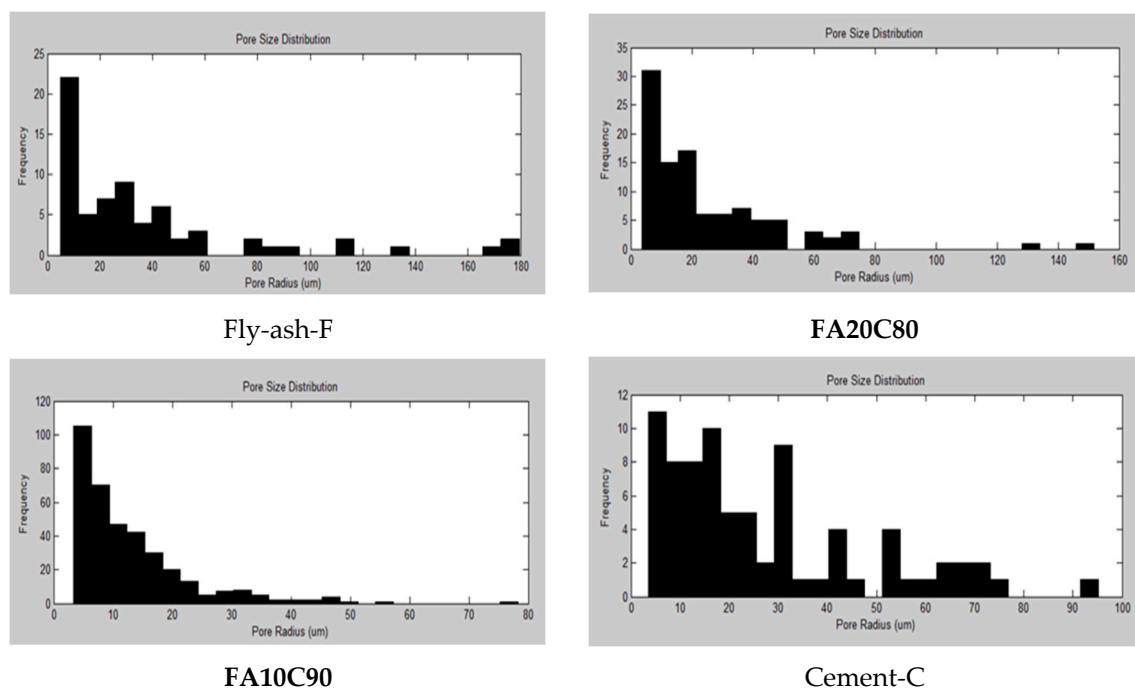 Pore Size Distribution
25
20
15
10
5
0
Frequency
20 40 60 80 100 120 140 160 180
Pore Radius (um)
Fly-ash-F
Pore Size Distribution
35
30
25
20
15
10
5
0
Frequency
0 20 40 60 80 100 120 140 160
Pore Radius (um)
FA20C80
Pore Size Distribution
120
100
80
60
40
20
0
Frequency
10 20 30 40 50 60 70 80
Pore Radius (um)
FA10C90
Pore Size Distribution
12
10
8
6
4
2
0
Frequency
0 10 20 30 40 50 60 70 80 90 100
Pore Radius (um)
Cement-C